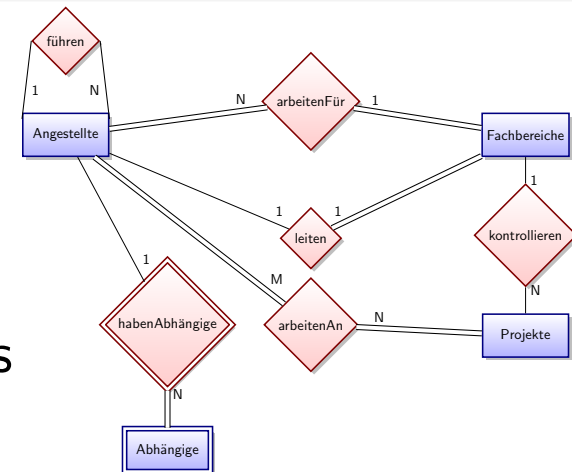 führen
1
N
N
arbeitenFür
1
Angestellte
Fachbereiche
1
1
leiten
1
kontrollieren
1
M
N
habenAbhängige
arbeitenAn
N
Projekte
s
N
Abhängige